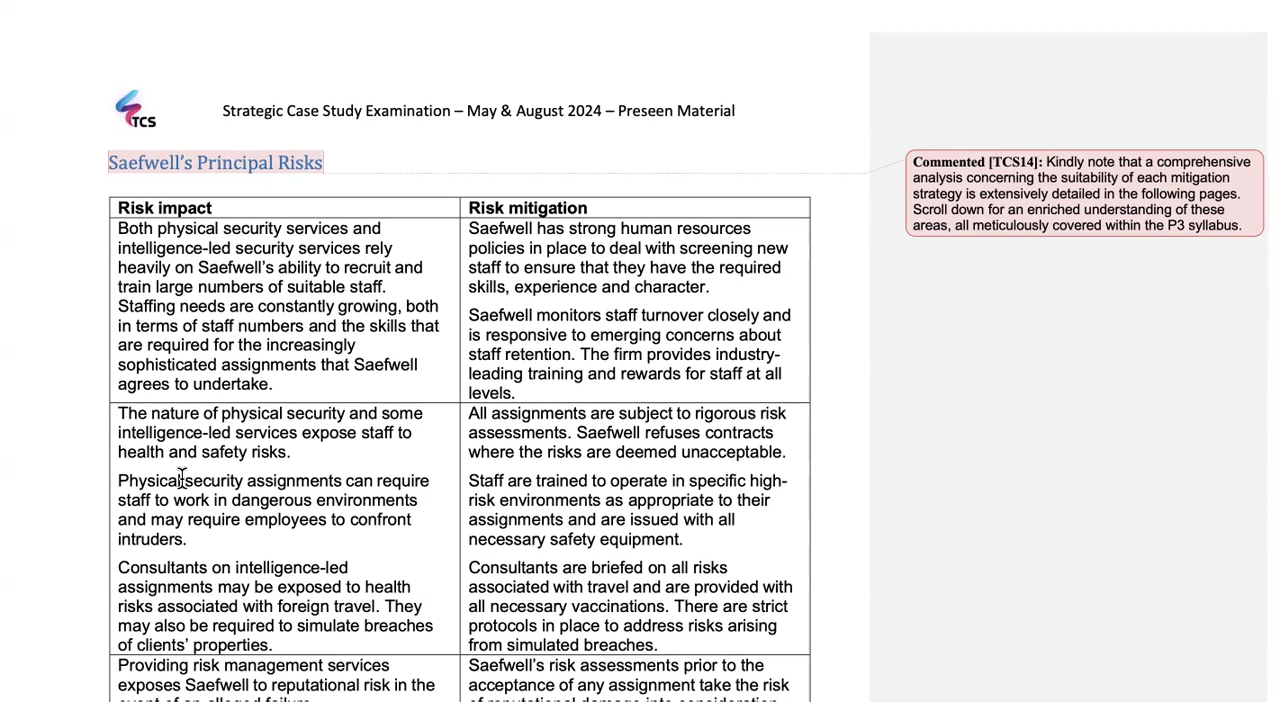 TCS
Strategic Case Study Examination – May & August 2024 – Preseen Material
Saefwell's Principal Risks
Commented [TCS14]: Kindly note that a comprehensive
analysis concerning the suitability of each mitigation
strategy is extensively detailed in the following pages.
Scroll down for an enriched understanding of these
areas, all meticulously covered within the P3 syllabus.
Risk impact
Both physical security services and
intelligence-led security services rely
heavily on Saefwell's ability to recruit and
train large numbers of suitable staff.
Staffing needs are constantly growing, both
in terms of staff numbers and the skills that
are required for the increasingly
sophisticated assignments that Saefwell
agrees to undertake.
Risk mitigation
Saefwell has strong human resources
policies in place to deal with screening new
staff to ensure that they have the required
skills, experience and character.
Saefwell monitors staff turnover closely and
is responsive to emerging concerns about
staff retention. The firm provides industry-
leading training and rewards for staff at all
levels.
The nature of physical security and some
intelligence-led services expose staff to
health and safety risks.
Physical security assignments can require
staff to work in dangerous environments
and may require employees to confront
intruders.
Consultants on intelligence-led
assignments may be exposed to health
risks associated with foreign travel. They
may also be required to simulate breaches
of clients' properties.
All assignments are subject to rigorous risk
assessments. Saefwell refuses contracts
where the risks are deemed unacceptable.
Staff are trained to operate in specific high-
risk environments as appropriate to their
assignments and are issued with all
necessary safety equipment.
Consultants are briefed on all risks
associated with travel and are provided with
all necessary vaccinations. There are strict
protocols in place to address risks arising
from simulated breaches.
Providing risk management services
exposes Saefwell to reputational risk in the
event of an alleged failure
Saefwell's risk assessments prior to the
acceptance of any assignment take the risk
of reputational damage into consideration